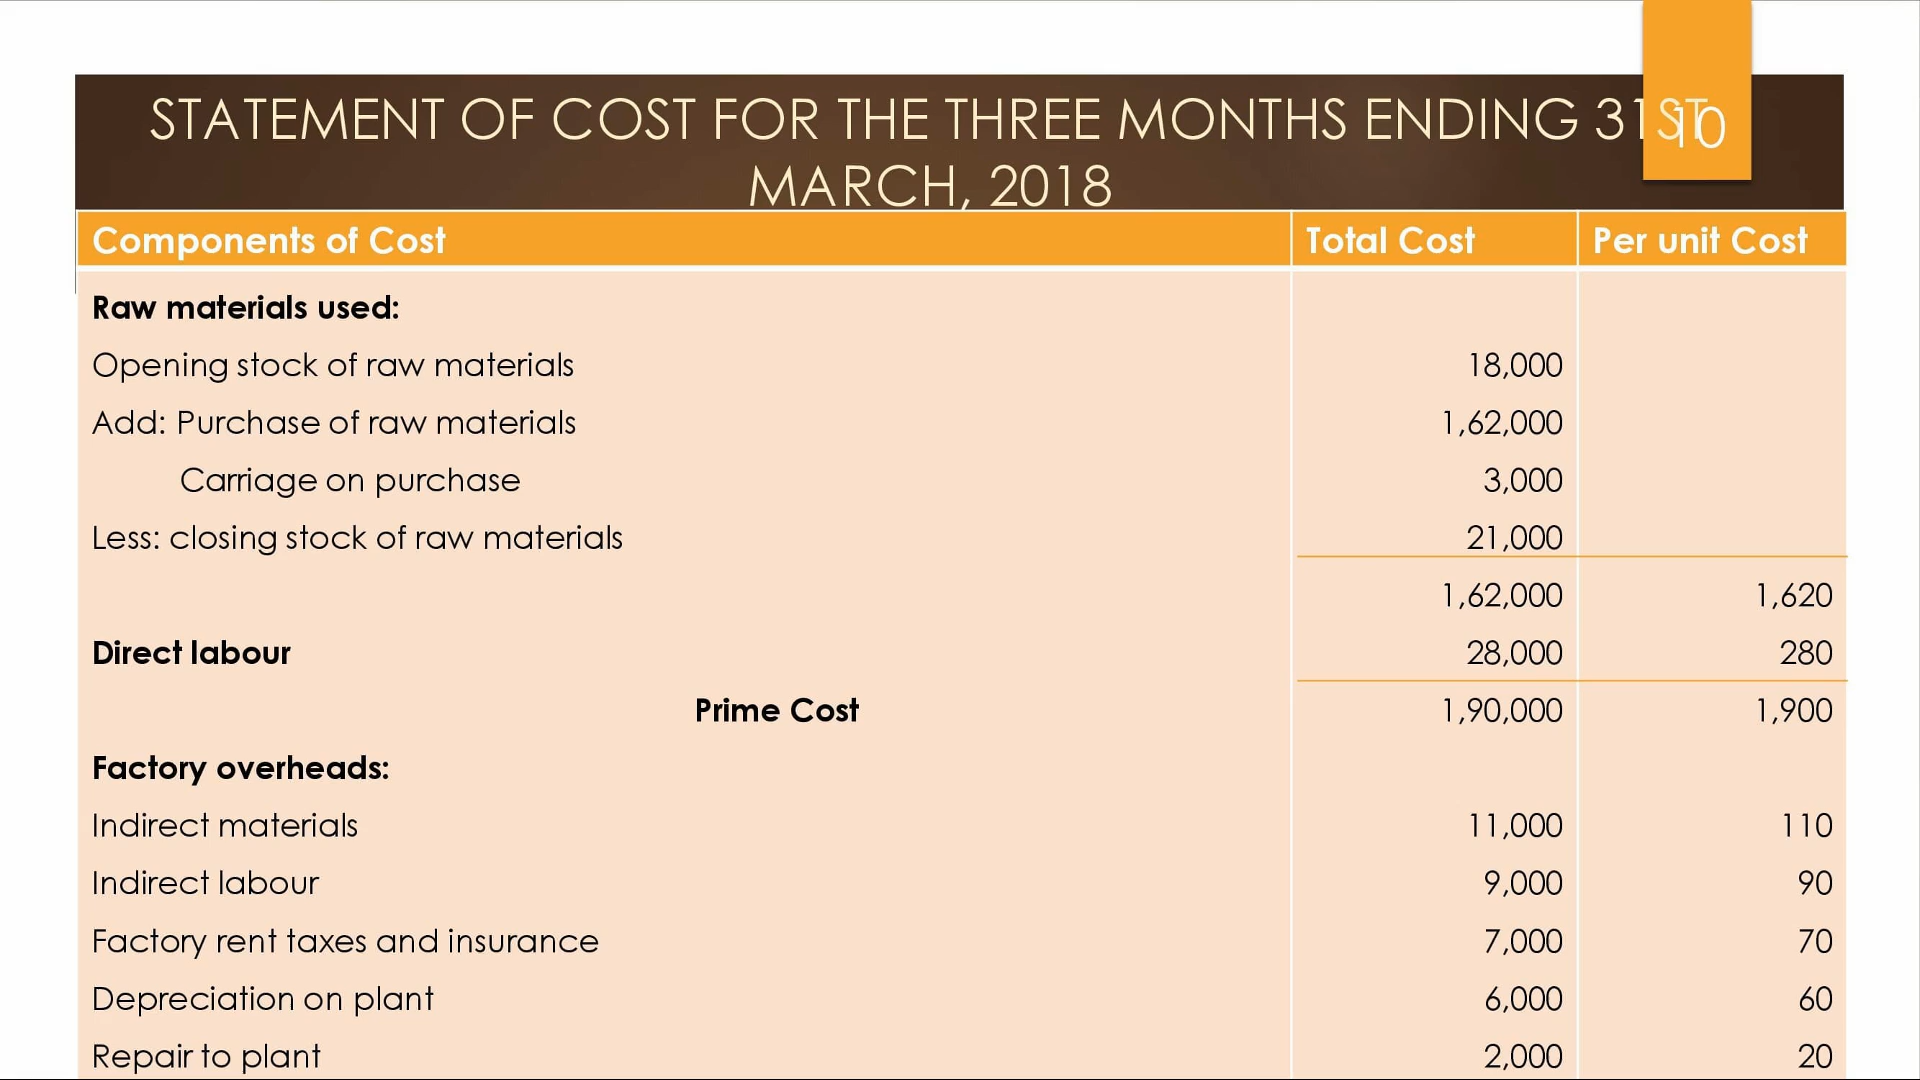 STATEMENT OF COST FOR THE THREE MONTHS ENDING 31ST
10
MARCH, 2018
Components of Cost Total Cost Per unit Cost
Raw materials used:
Opening stock of raw materials 18,000
Add: Purchase of raw materials 1,62,000
Carriage on purchase 3,000
Less: closing stock of raw materials 21,000
1,62,000 1,620
Direct labour 28,000 280
Prime Cost 1,90,000 1,900
Factory overheads:
Indirect materials 11,000 110
Indirect labour 9,000 90
Factory rent taxes and insurance 7,000 70
Depreciation on plant 6,000 60
Repair to plant 2,000 20